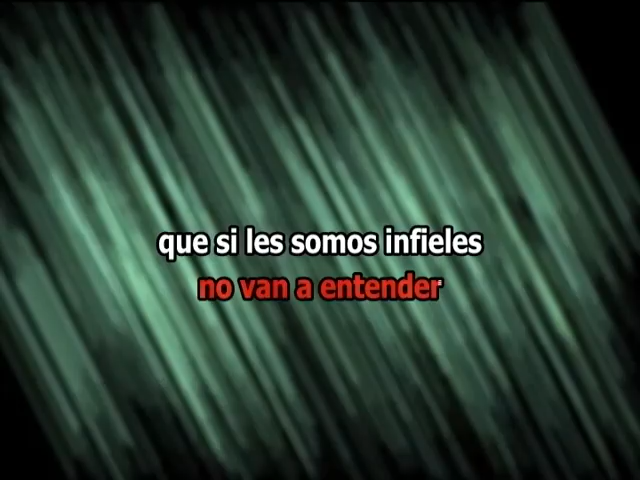 que si les somos infieles
no van a entender